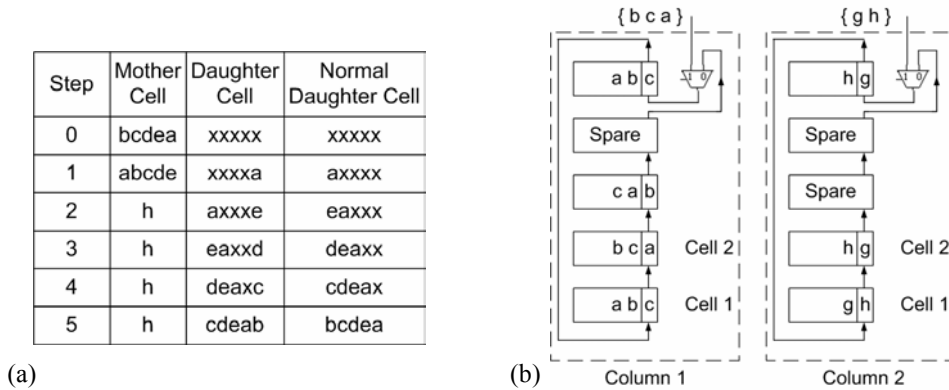 Step Mother Cell Daughter Cell Normal Daughter Cell
0 bcdea xxxxx xxxxx
1 abcde xxxxa axxxx
2 h axxxe eaxxx
3 h eaxxd deaxx
4 h deaxc cdeax
5 h cdeab bcdea
(a)
{ b c a }
a b c
1 0
Spare
c a b
b c a Cell 2
a b c Cell 1
Column 1
{ g h }
h g
1 0
Spare
Spare
h g Cell 2
g h Cell 1
Column 2
(b)